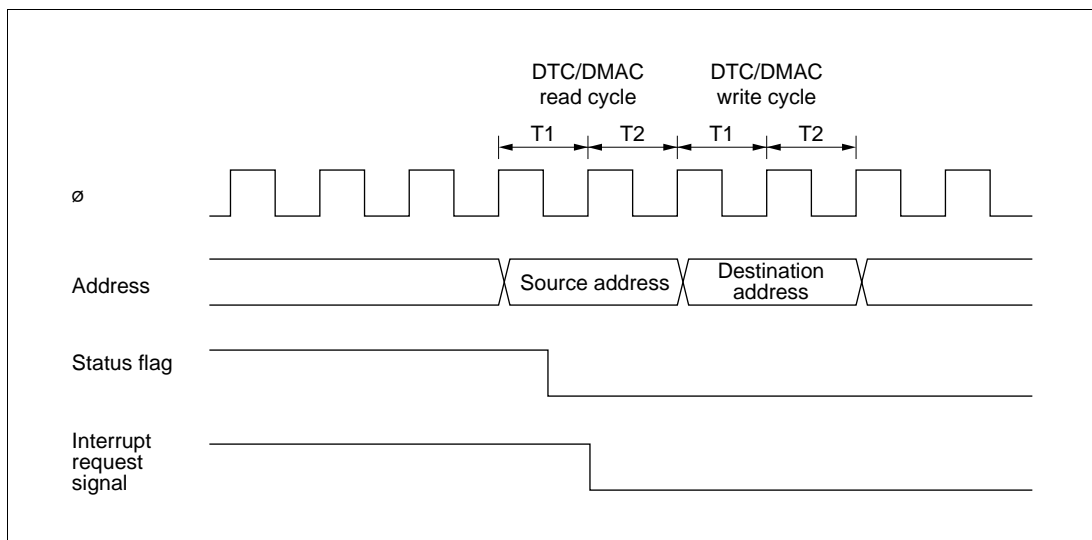 DTC/DMAC
read cycle
DTC/DMAC
write cycle
T1
T2
T1
T2
ø
Address
Source address
Destination
address
Status flag
Interrupt
request
signal